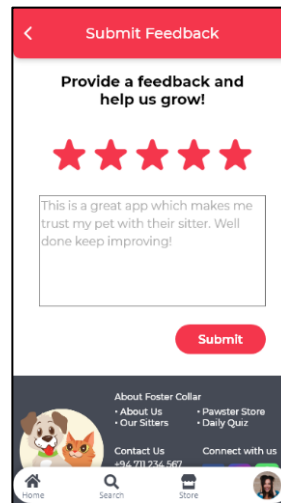 Submit Feedback
Provide a feedback and
help us grow!
This is a great app which makes me
trust my pet with their sitter. Well
done keep improving!
Submit
About Foster Collar
• About Us
• Pawster Store
• Our Sitters
• Daily Quiz
Contact Us
Connect with us
+94 711 234 567
Home
Search
Store